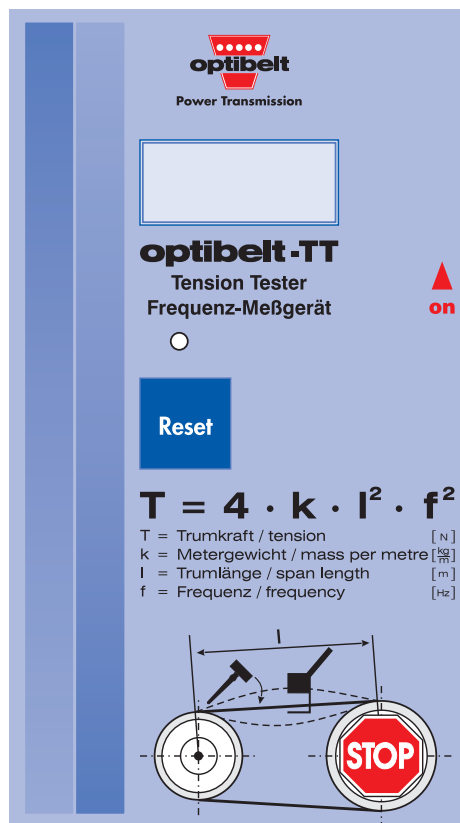 optibelt
Power Transmission
optibelt-TT
Tension Tester
Frequenz-Meßgerät
on
Reset
T = 4 · k · l² · f²
T = Trumkraft / tension [N]
k = Metergewicht / mass per metre [kg/m]
l = Trumlänge / span length [m]
f = Frequenz / frequency [Hz]
l
STOP